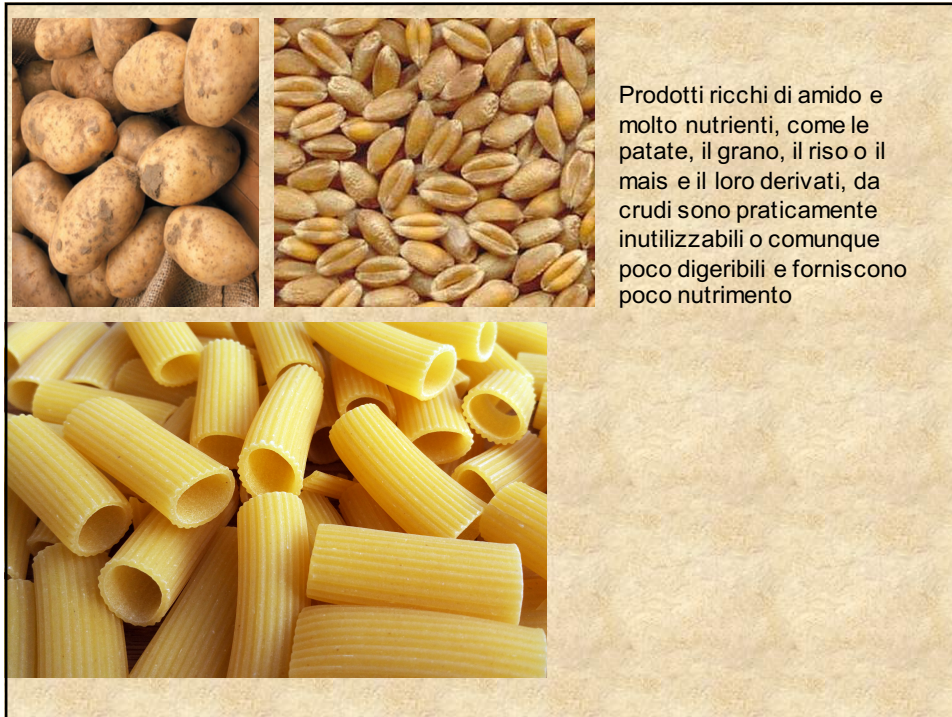 Prodotti ricchi di amido e
molto nutrienti, come le
patate, il grano, il riso o il
mais e il loro derivati, da
crudi sono praticamente
inutilizzabili o comunque
poco digeribili e forniscono
poco nutrimento